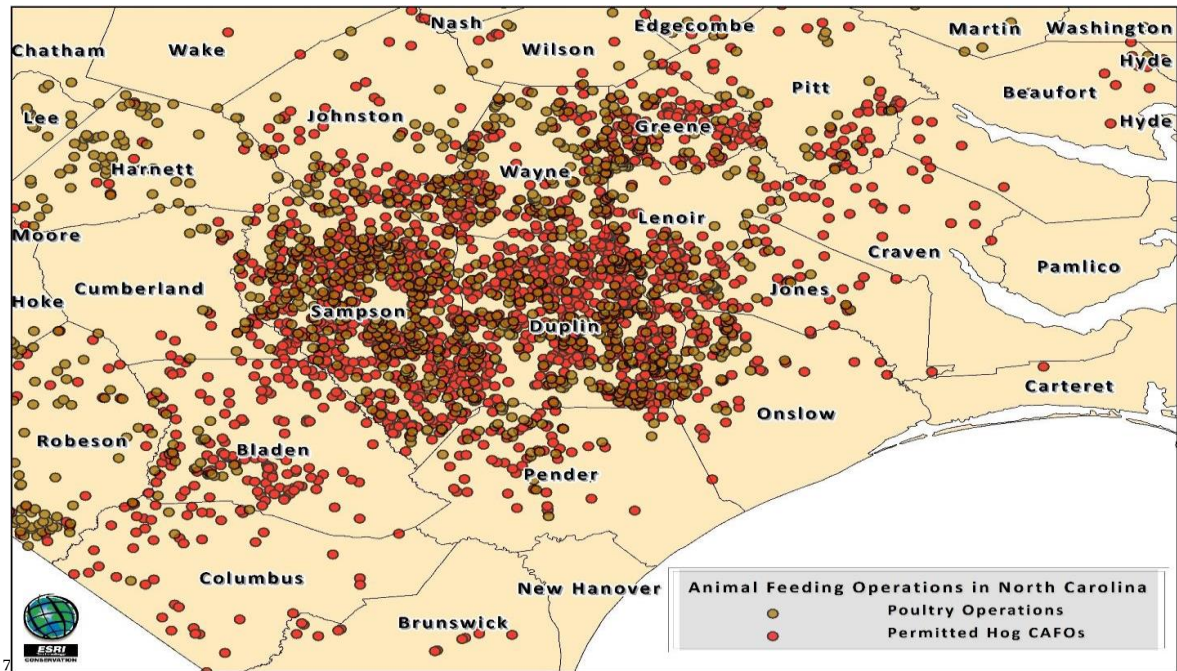 Nash
Edgecombe
Martin
Washington
Chatham
Wake
Wilson
Hyde
Pitt
Beaufort
Lee
Johnston
Greene
Hyde
Harnett
Wayne
Lenoir
Moore
Craven
Pamlico
Cumberland
Jones
Hoke
Sampson
Duplin
Carteret
Onslow
Robeson
Bladen
Pender
Columbus
New Hanover
Brunswick
Animal Feeding Operations in North Carolina
Poultry Operations
Permitted Hog CAFOs
ESRI
CONSERVATION
7